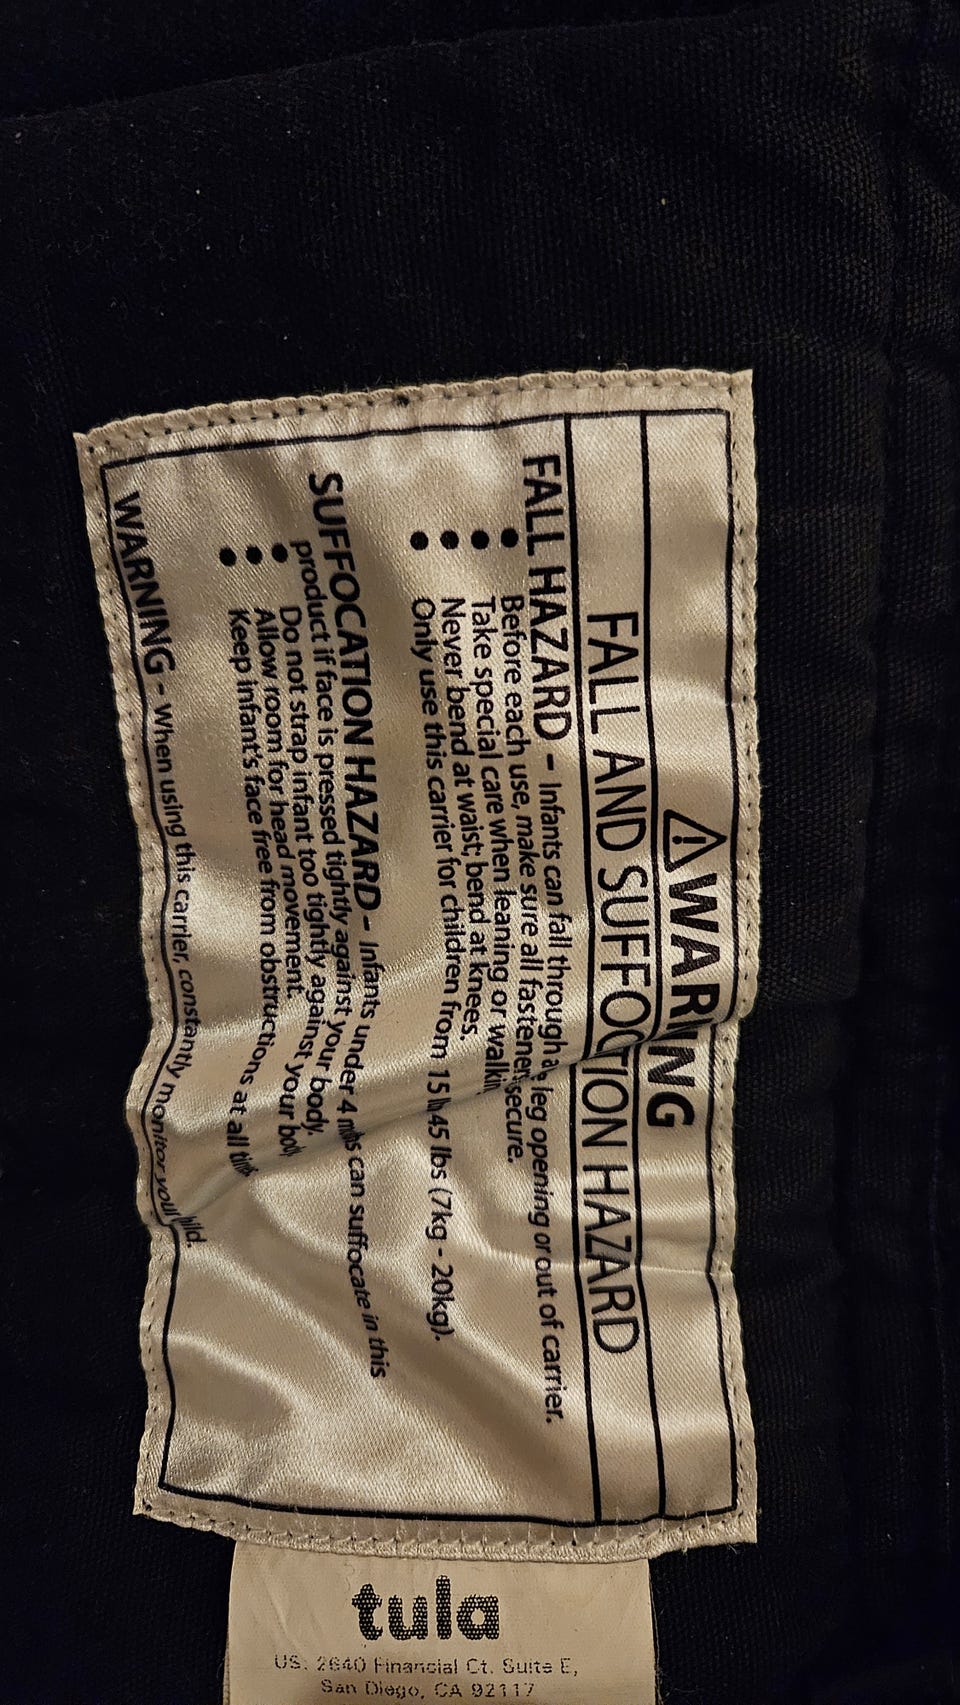 ⚠WARNING
FALL AND SUFFOCTION HAZARD
FALL HAZARD - Infants can fall through a leg opening or out of carrier.
• Before each use, make sure all fasteners secure.
• Take special care when leaning or walkin
• Never bend at waist; bend at knees.
• Only use this carrier for children from 15 lb 45 lbs (7kg - 20kg).
SUFFOCATION HAZARD - Infants under 4 months can suffocate in this
product if face is pressed tightly against your body.
• Do not strap infant too tightly against your body
• Allow room for head movement.
• Keep infant's face free from obstructions at all
WARNING - When using this carrier, constantly monitor your child.
tula
US: 2640 Financial Ct. Suite E,
San Diego, CA 92117